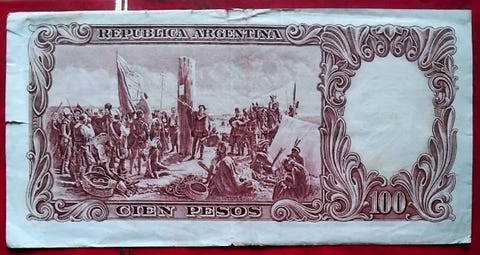 REPUBLICA ARGENTINA
CIEN PESOS
100